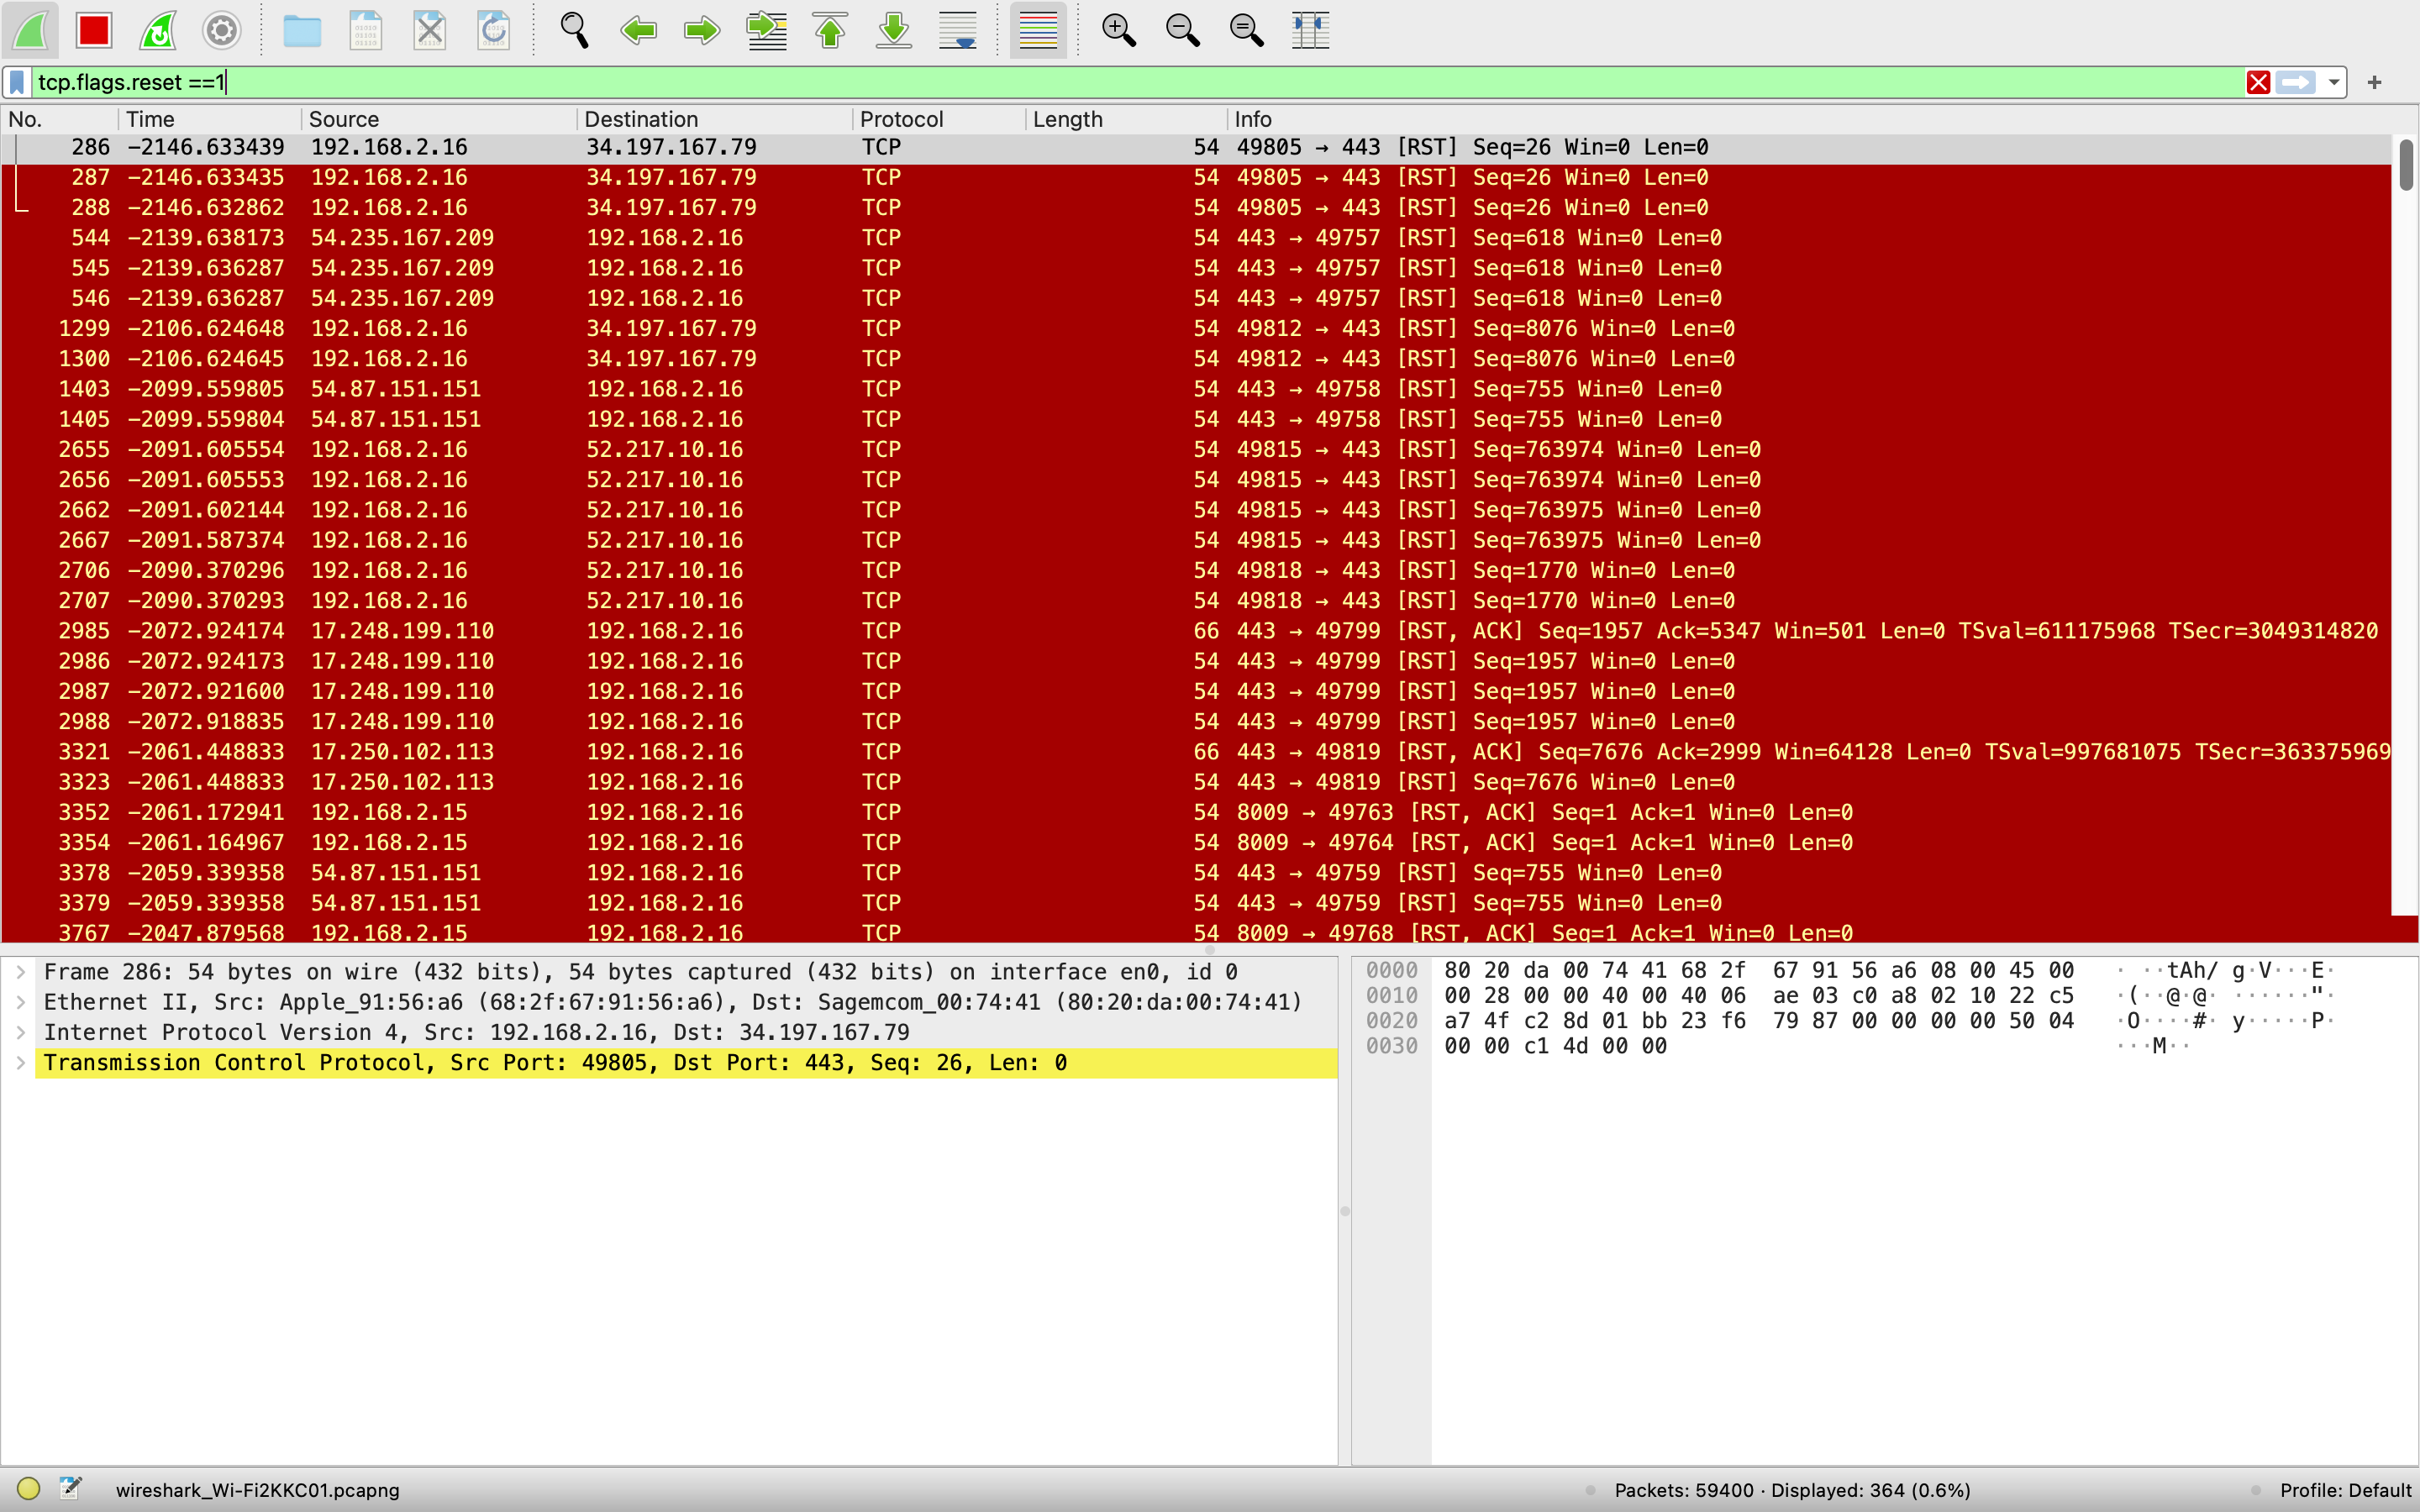 tcp.flags.reset ==1
No. Time Source Destination Protocol Length Info
286 −2146.633439 192.168.2.16 34.197.167.79 TCP 54 49805 → 443 [RST] Seq=26 Win=0 Len=0
287 −2146.633435 192.168.2.16 34.197.167.79 TCP 54 49805 → 443 [RST] Seq=26 Win=0 Len=0
288 −2146.632862 192.168.2.16 34.197.167.79 TCP 54 49805 → 443 [RST] Seq=26 Win=0 Len=0
544 −2139.638173 54.235.167.209 192.168.2.16 TCP 54 443 → 49757 [RST] Seq=618 Win=0 Len=0
545 −2139.636287 54.235.167.209 192.168.2.16 TCP 54 443 → 49757 [RST] Seq=618 Win=0 Len=0
546 −2139.636287 54.235.167.209 192.168.2.16 TCP 54 443 → 49757 [RST] Seq=618 Win=0 Len=0
1299 −2106.624648 192.168.2.16 34.197.167.79 TCP 54 49812 → 443 [RST] Seq=8076 Win=0 Len=0
1300 −2106.624645 192.168.2.16 34.197.167.79 TCP 54 49812 → 443 [RST] Seq=8076 Win=0 Len=0
1403 −2099.559805 54.87.151.151 192.168.2.16 TCP 54 443 → 49758 [RST] Seq=755 Win=0 Len=0
1405 −2099.559804 54.87.151.151 192.168.2.16 TCP 54 443 → 49758 [RST] Seq=755 Win=0 Len=0
2655 −2091.605554 192.168.2.16 52.217.10.16 TCP 54 49815 → 443 [RST] Seq=763974 Win=0 Len=0
2656 −2091.605553 192.168.2.16 52.217.10.16 TCP 54 49815 → 443 [RST] Seq=763974 Win=0 Len=0
2662 −2091.602144 192.168.2.16 52.217.10.16 TCP 54 49815 → 443 [RST] Seq=763975 Win=0 Len=0
2667 −2091.587374 192.168.2.16 52.217.10.16 TCP 54 49815 → 443 [RST] Seq=763975 Win=0 Len=0
2706 −2090.370296 192.168.2.16 52.217.10.16 TCP 54 49818 → 443 [RST] Seq=1770 Win=0 Len=0
2707 −2090.370293 192.168.2.16 52.217.10.16 TCP 54 49818 → 443 [RST] Seq=1770 Win=0 Len=0
2985 −2072.924174 17.248.199.110 192.168.2.16 TCP 66 443 → 49799 [RST, ACK] Seq=1957 Ack=5347 Win=501 Len=0 TSval=611175968 TSecr=3049314820
2986 −2072.924173 17.248.199.110 192.168.2.16 TCP 54 443 → 49799 [RST] Seq=1957 Win=0 Len=0
2987 −2072.921600 17.248.199.110 192.168.2.16 TCP 54 443 → 49799 [RST] Seq=1957 Win=0 Len=0
2988 −2072.918835 17.248.199.110 192.168.2.16 TCP 54 443 → 49799 [RST] Seq=1957 Win=0 Len=0
3321 −2061.448833 17.250.102.113 192.168.2.16 TCP 66 443 → 49819 [RST, ACK] Seq=7676 Ack=2999 Win=64128 Len=0 TSval=997681075 TSecr=363375969
3323 −2061.448833 17.250.102.113 192.168.2.16 TCP 54 443 → 49819 [RST] Seq=7676 Win=0 Len=0
3352 −2061.172941 192.168.2.15 192.168.2.16 TCP 54 8009 → 49763 [RST, ACK] Seq=1 Ack=1 Win=0 Len=0
3354 −2061.164967 192.168.2.15 192.168.2.16 TCP 54 8009 → 49764 [RST, ACK] Seq=1 Ack=1 Win=0 Len=0
3378 −2059.339358 54.87.151.151 192.168.2.16 TCP 54 443 → 49759 [RST] Seq=755 Win=0 Len=0
3379 −2059.339358 54.87.151.151 192.168.2.16 TCP 54 443 → 49759 [RST] Seq=755 Win=0 Len=0
3767 −2047.879568 192.168.2.15 192.168.2.16 TCP 54 8009 → 49768 [RST, ACK] Seq=1 Ack=1 Win=0 Len=0
Frame 286: 54 bytes on wire (432 bits), 54 bytes captured (432 bits) on interface en0, id 0
Ethernet II, Src: Apple_91:56:a6 (68:2f:67:91:56:a6), Dst: Sagemcom_00:74:41 (80:20:da:00:74:41)
Internet Protocol Version 4, Src: 192.168.2.16, Dst: 34.197.167.79
Transmission Control Protocol, Src Port: 49805, Dst Port: 443, Seq: 26, Len: 0
0000 80 20 da 00 74 41 68 2f 67 91 56 a6 08 00 45 00 · ··tAh/ g·V···E·
0010 00 28 00 00 40 00 40 06 ae 03 c0 a8 02 10 22 c5 ·(··@·@· ······"·
0020 a7 4f c2 8d 01 bb 23 f6 79 87 00 00 00 00 50 04 ·O····#· y·····P·
0030 00 00 c1 4d 00 00 ···M··
wireshark_Wi-Fi2KKC01.pcapng
Packets: 59400 · Displayed: 364 (0.6%)
Profile: Default